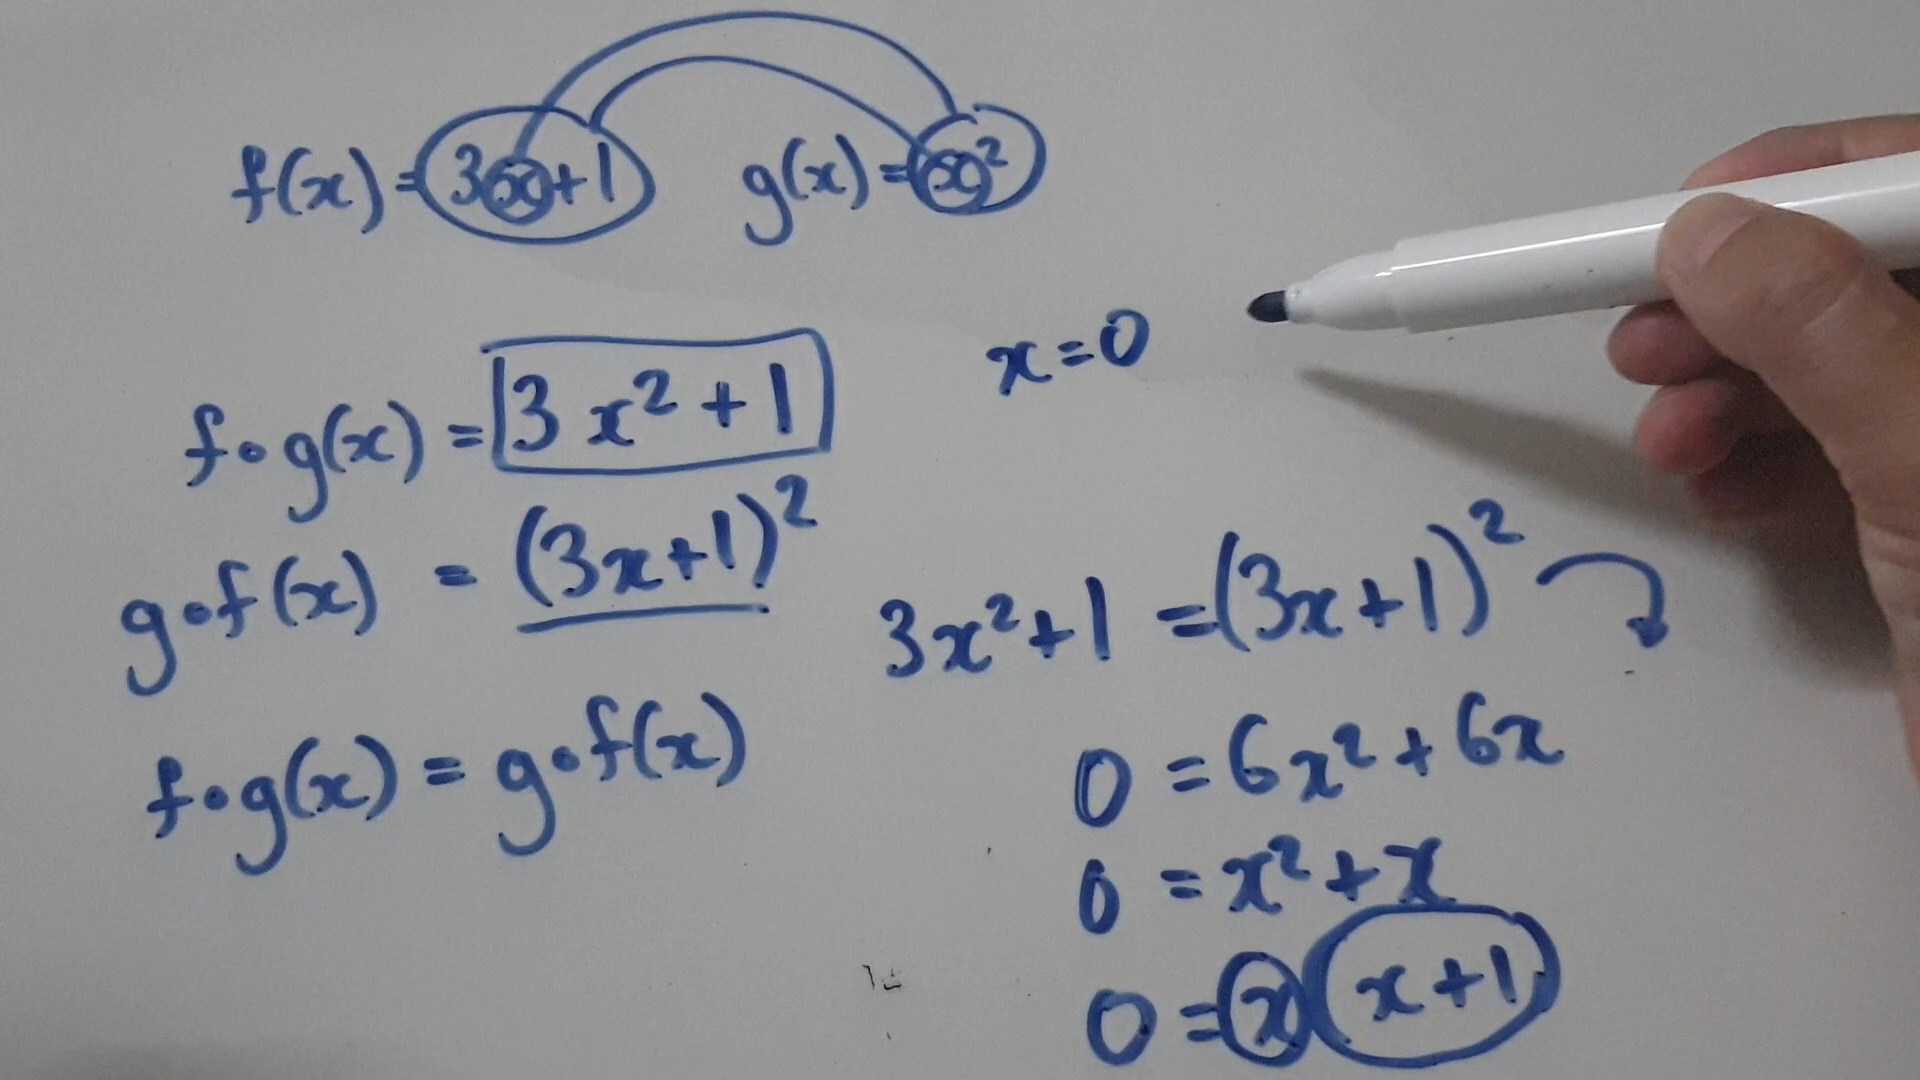 f(x) = 3x+1 g(x) = x²
f∘g(x) = 3x²+1
x=0
g∘f(x) = (3x+1)²
3x²+1 = (3x+1)²
f∘g(x) = g∘f(x)
0 = 6x²+6x
0 = x²+x
0 = x(x+1)